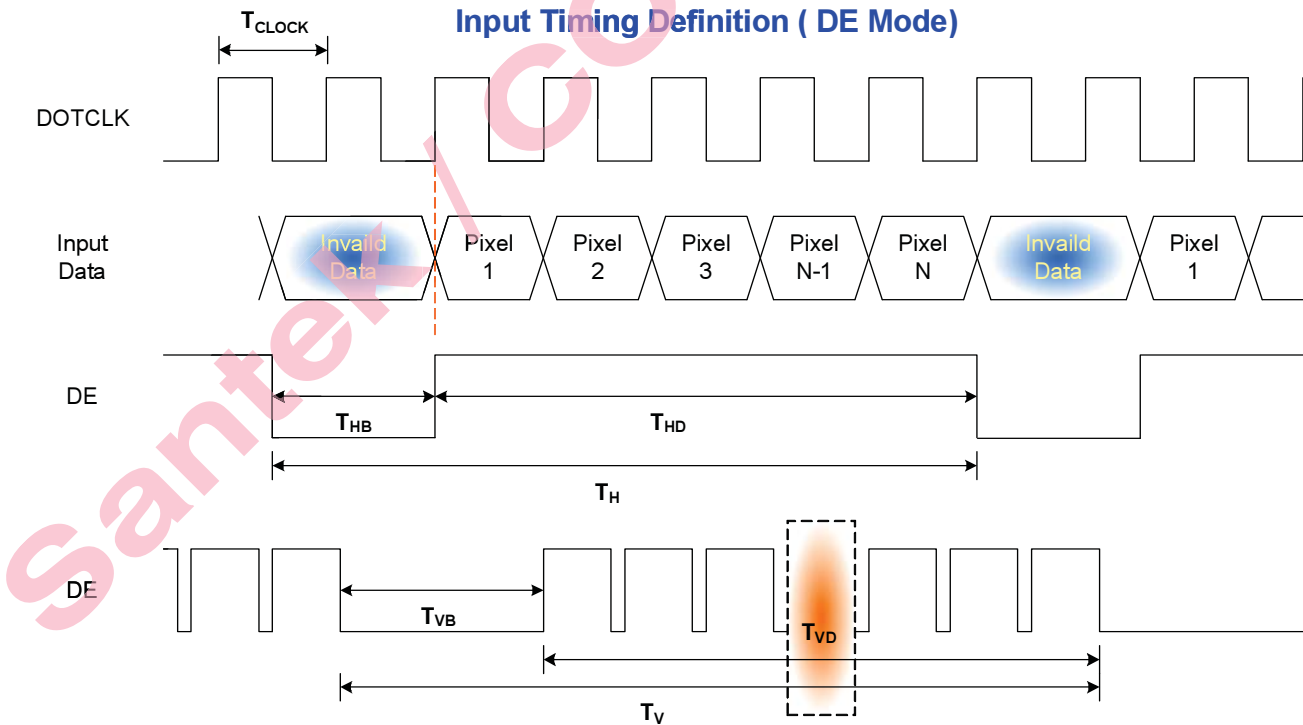 Input Timing Definition ( DE Mode)
TCLOCK
DOTCLK
Input
Data
Invaild
Data
Pixel
1
Pixel
2
Pixel
3
Pixel
N-1
Pixel
N
Invaild
Data
Pixel
1
DE
THB
THD
TH
DE
TVB
TVD
TV
Santek / co